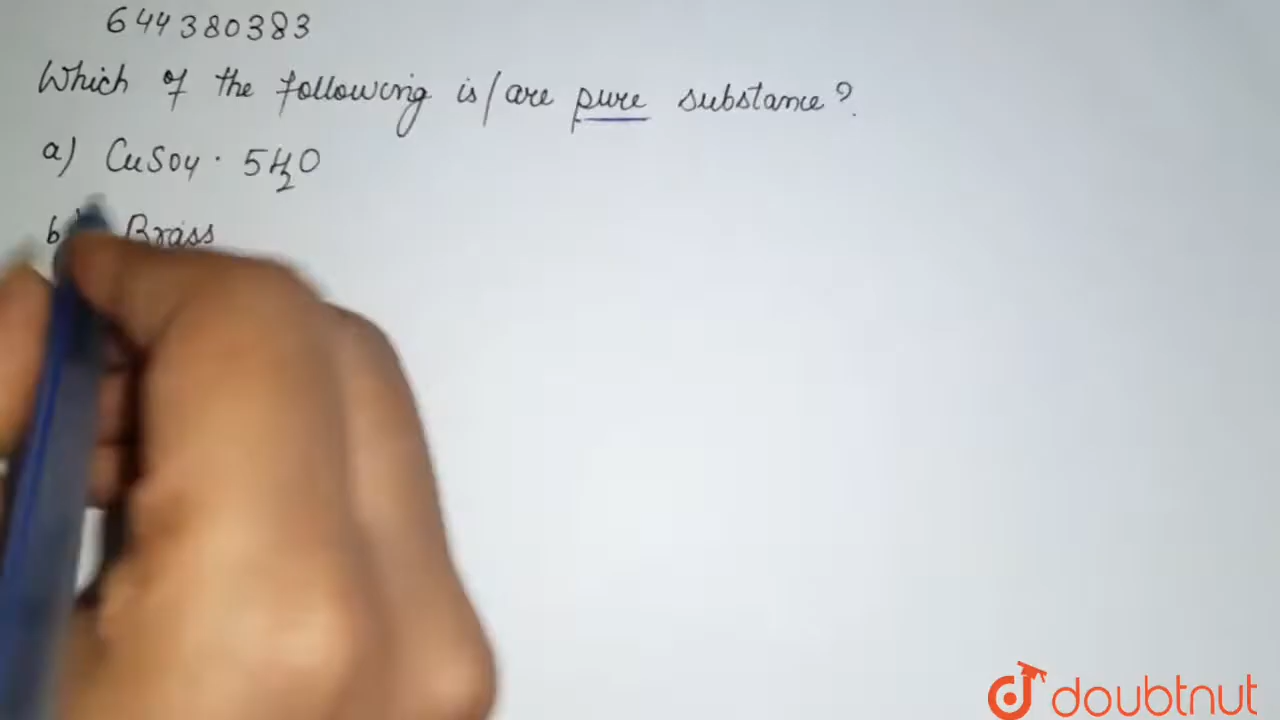 644380383
Which of the following is/are pure substance?
a) CuSO4 · 5H2O
b) Brass
doubtnut